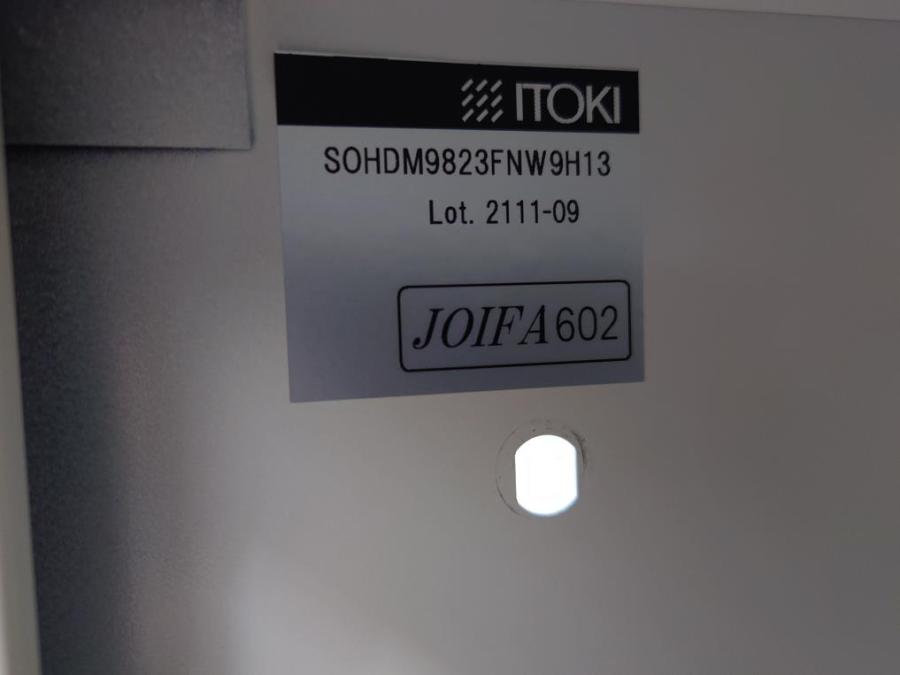 ITOKI
SOHDM9823FNW9H13
Lot. 2111-09
JOIFA602